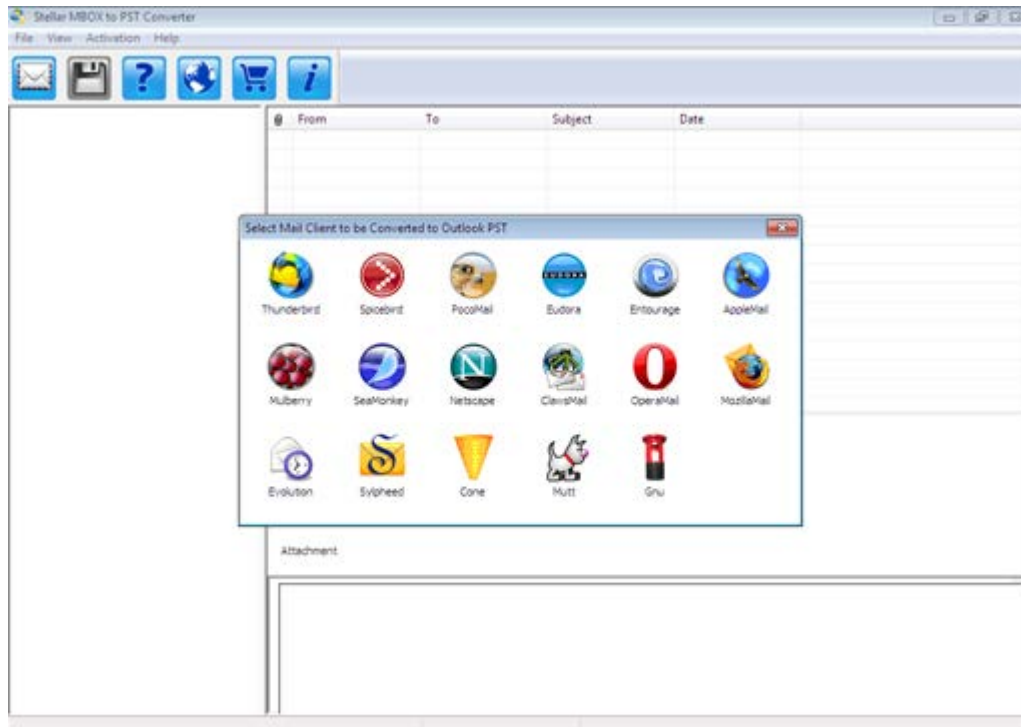 Stellar MBOX to PST Converter
File View Activation Help
From To Subject Date
Select Mail Client to be Converted to Outlook PST
EUDORA
N
Thunderbird Spicebird PocoMail Eudora Entourage AppleMail
Mulberry SeaMonkey Netscape ClawsMail OperaMail MozillaMail
Evolution Sylpheed Cone Mutt Gnu
Attachment